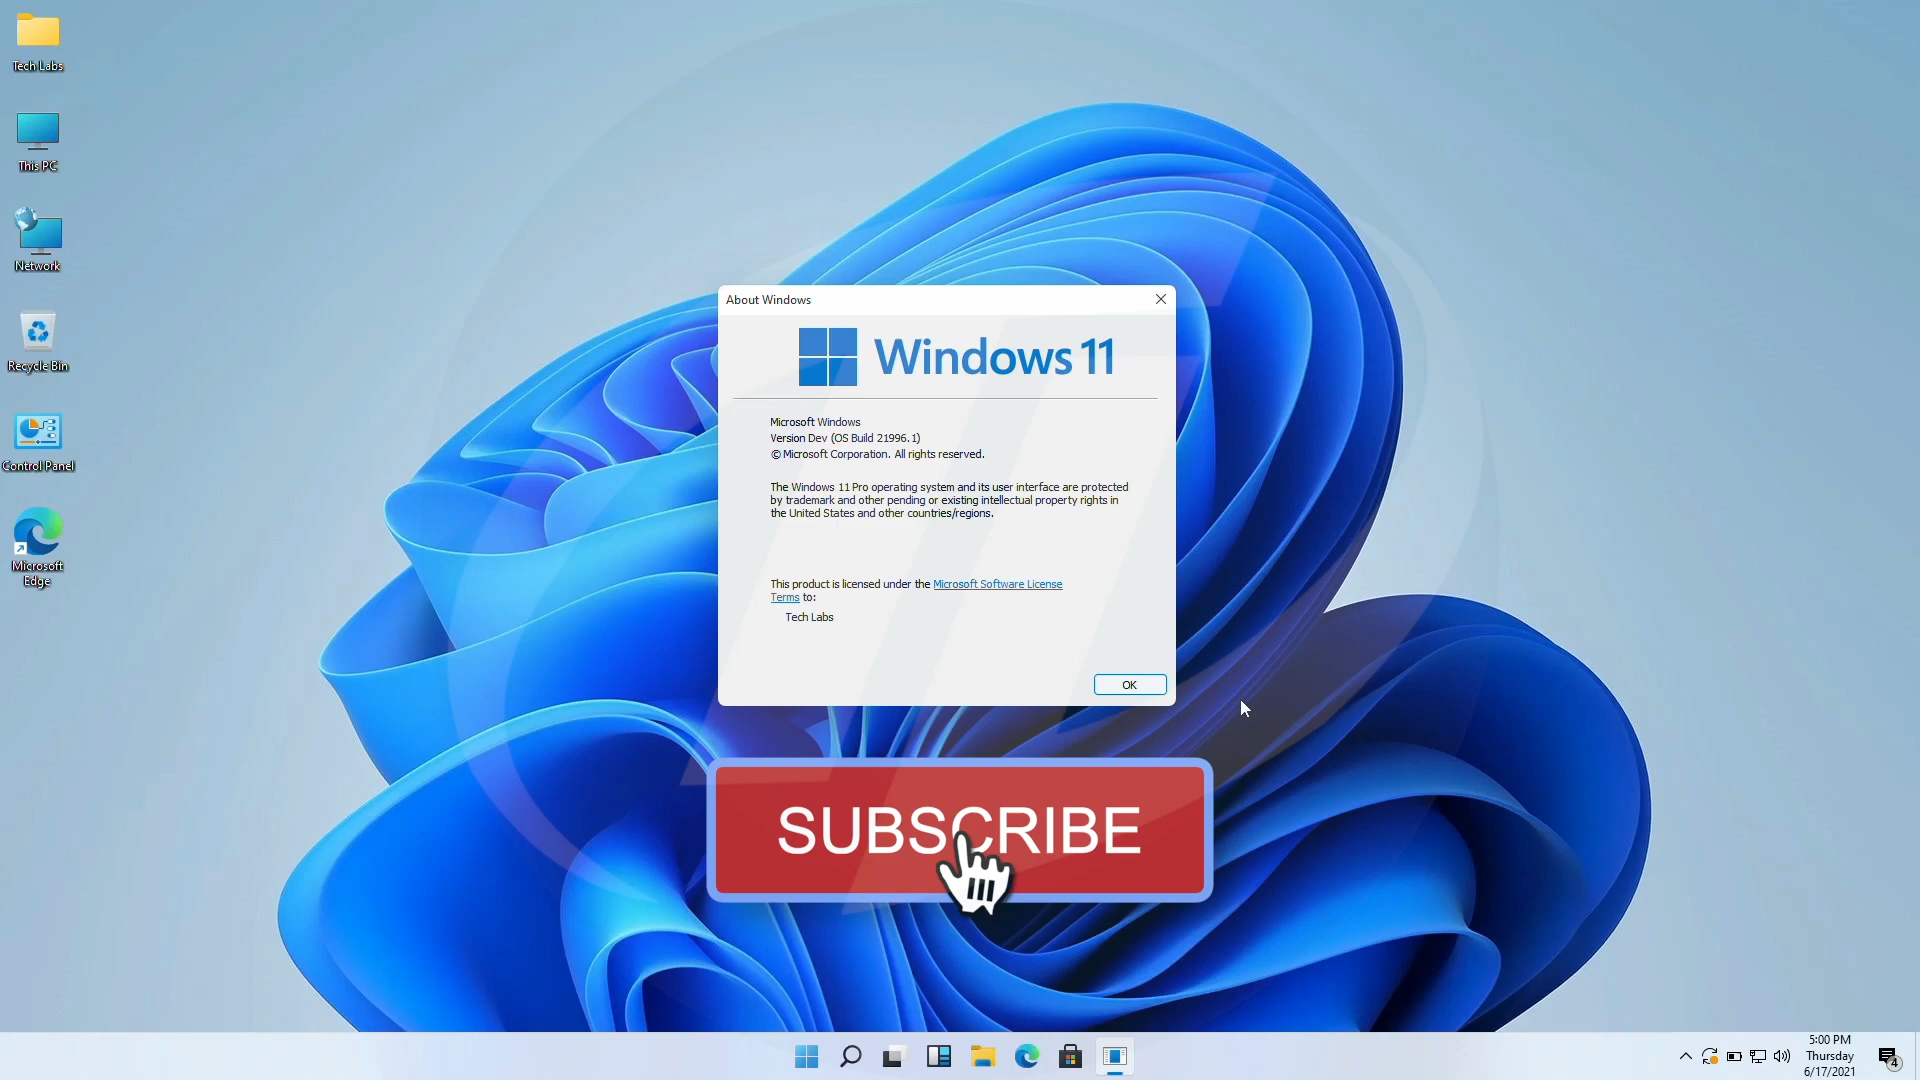 Tech Labs
This PC
Network
Recycle Bin
Control Panel
Microsoft
Edge
About Windows
Windows 11
Microsoft Windows
Version Dev (OS Build 21996.1)
© Microsoft Corporation. All rights reserved.
The Windows 11 Pro operating system and its user interface are protected
by trademark and other pending or existing intellectual property rights in
the United States and other countries/regions.
This product is licensed under the Microsoft Software License
Terms to:
Tech Labs
OK
SUBSCRIBE
5:00 PM
Thursday
6/17/2021
4